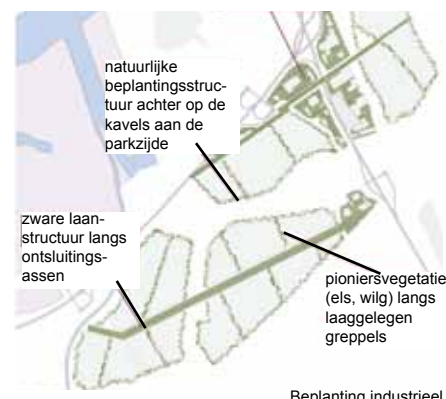 natuurlijke
beplantingsstruc-
tuur achter op de
kavels aan de
parkzijde
zware laan-
structuur langs
ontsluitings-
assen
pioniersvegetatie
(els, wilg) langs
laaggelegen
greppels
Beplanting industrieel